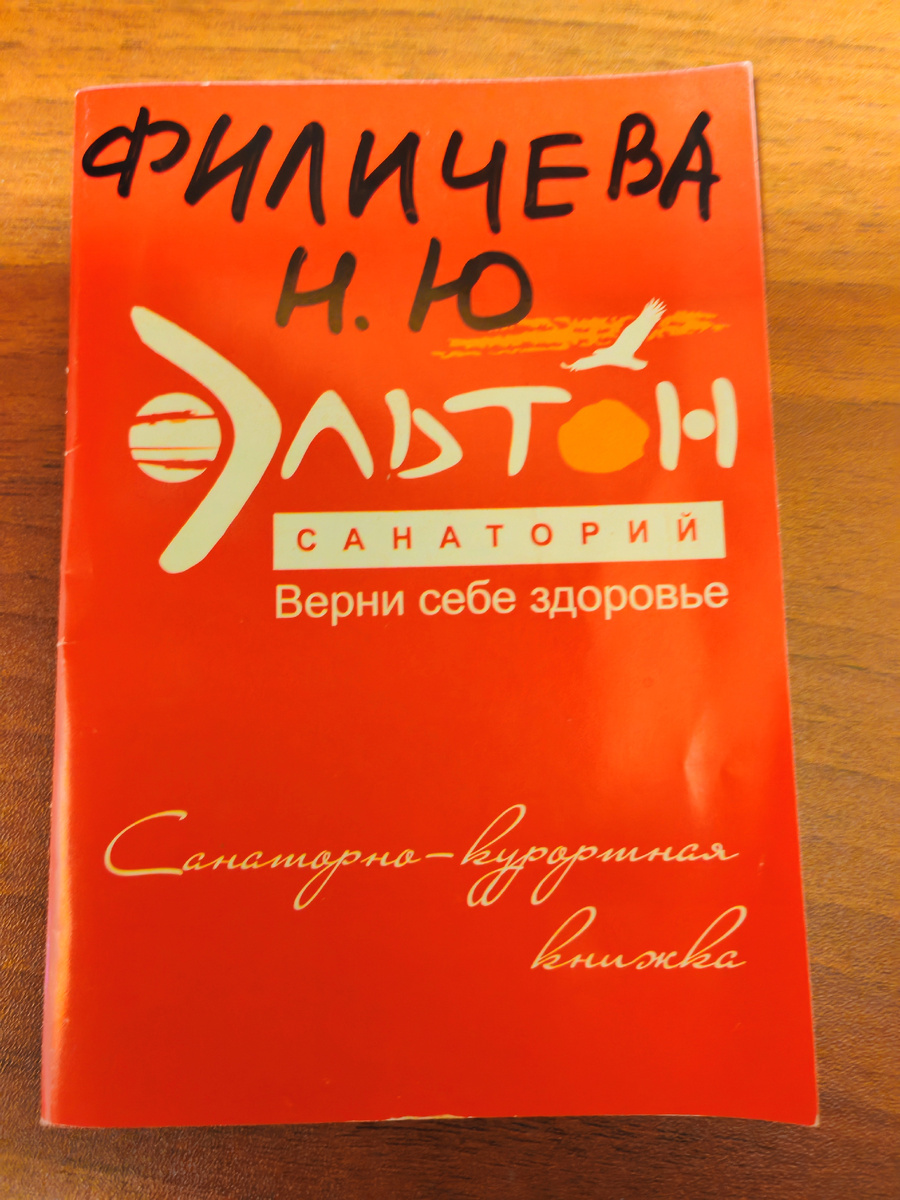 ФИЛИЧЕВА
Н. Ю
ЭЛЬТОН
САНАТОРИЙ
Верни себе здоровье
Санаторно-курортная
книжка